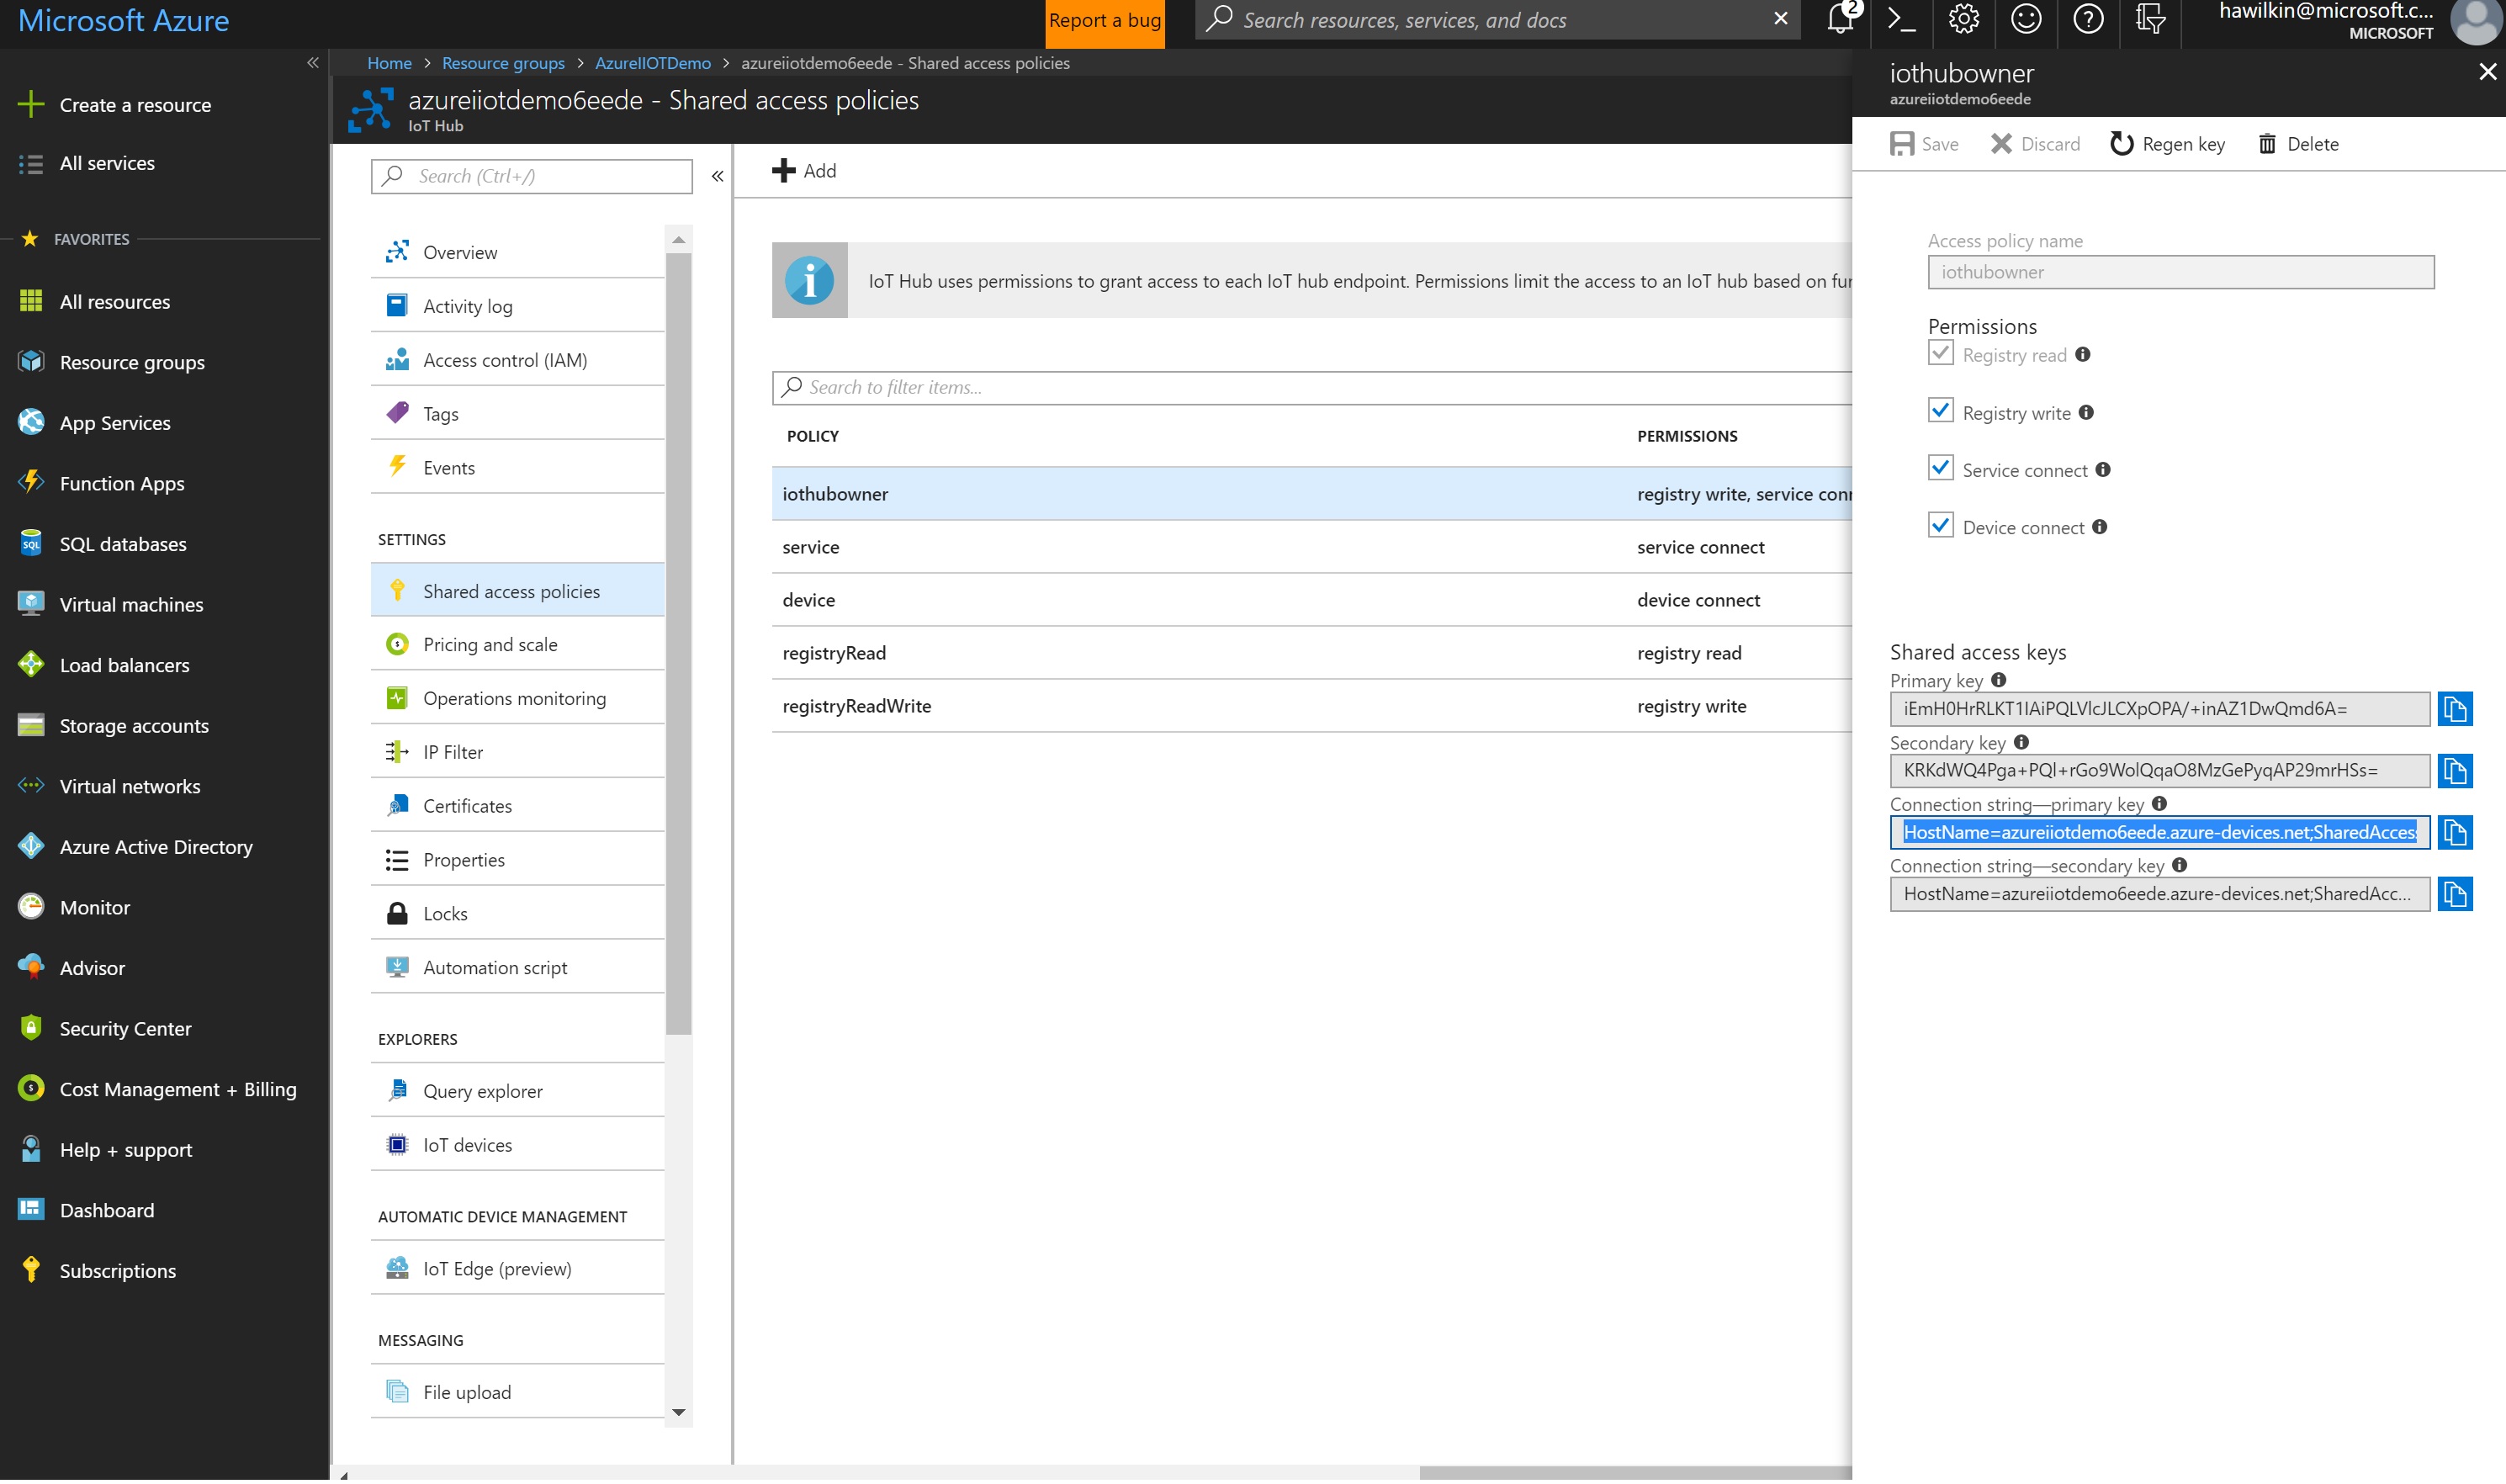 Microsoft Azure
Report a bug
Search resources, services, and docs
2
hawilkin@microsoft.c...
MICROSOFT
Create a resource
All services
FAVORITES
All resources
Resource groups
App Services
Function Apps
SQL databases
Virtual machines
Load balancers
Storage accounts
Virtual networks
Azure Active Directory
Monitor
Advisor
Security Center
Cost Management + Billing
Help + support
Dashboard
Subscriptions
Home > Resource groups > AzureIIOTDemo > azureiiotdemo6eede - Shared access policies
azureiiotdemo6eede - Shared access policies
IoT Hub
Search (Ctrl+/)
Overview
Activity log
Access control (IAM)
Tags
Events
SETTINGS
Shared access policies
Pricing and scale
Operations monitoring
IP Filter
Certificates
Properties
Locks
Automation script
EXPLORERS
Query explorer
IoT devices
AUTOMATIC DEVICE MANAGEMENT
IoT Edge (preview)
MESSAGING
File upload
Add
IoT Hub uses permissions to grant access to each IoT hub endpoint. Permissions limit the access to an IoT hub based on fur
Search to filter items...
POLICY PERMISSIONS
iothubowner registry write, service conn
service service connect
device device connect
registryRead registry read
registryReadWrite registry write
iothubowner
azureiiotdemo6eede
Save Discard Regen key Delete
Access policy name
iothubowner
Permissions
Registry read
Registry write
Service connect
Device connect
Shared access keys
Primary key
iEmH0HrRLKT1IAiPQLVlcJLCXpOPA/+inAZ1DwQmd6A=
Secondary key
KRKdWQ4Pga+PQl+rGo9WolQqaO8MzGePyqAP29mrHSs=
Connection string—primary key
HostName=azureiiotdemo6eede.azure-devices.net;SharedAccess
Connection string—secondary key
HostName=azureiiotdemo6eede.azure-devices.net;SharedAcc...